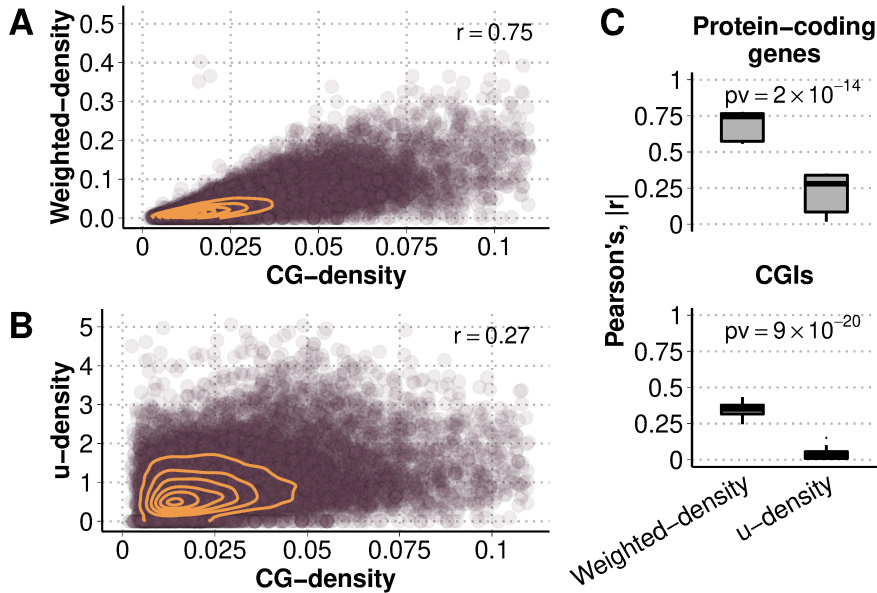 A
Weighted−density
0.5
0.4
0.3
0.2
0.1
0.0
r = 0.75
0
0.025
0.05
0.075
0.1
CG−density
B
u−density
5
4
3
2
1
0
r = 0.27
0
0.025
0.05
0.075
0.1
CG−density
C
Protein−coding
genes
Pearson's, |r|
1
0.75
0.5
0.25
0
pv = 2 × 10⁻¹⁴
CGIs
1
0.75
0.5
0.25
0
pv = 9 × 10⁻²⁰
Weighted−density
u−density